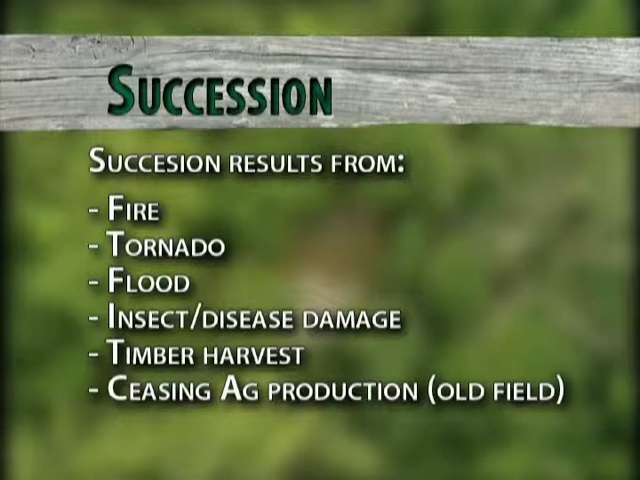 Succession
Succesion results from:
- Fire
- Tornado
- Flood
- Insect/disease damage
- Timber harvest
- Ceasing Ag production (old field)